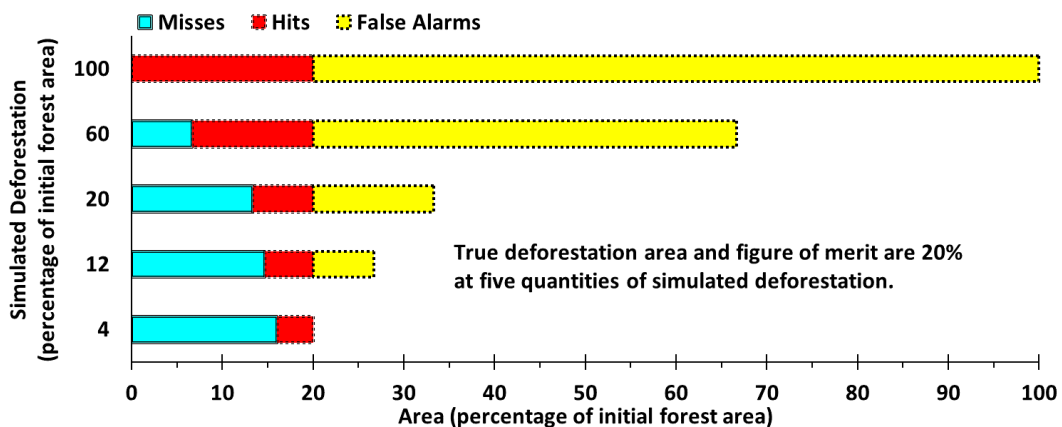 Misses Hits False Alarms
Simulated Deforestation
(percentage of initial forest area)
100
60
20
12
4
True deforestation area and figure of merit are 20%
at five quantities of simulated deforestation.
0 10 20 30 40 50 60 70 80 90 100
Area (percentage of initial forest area)